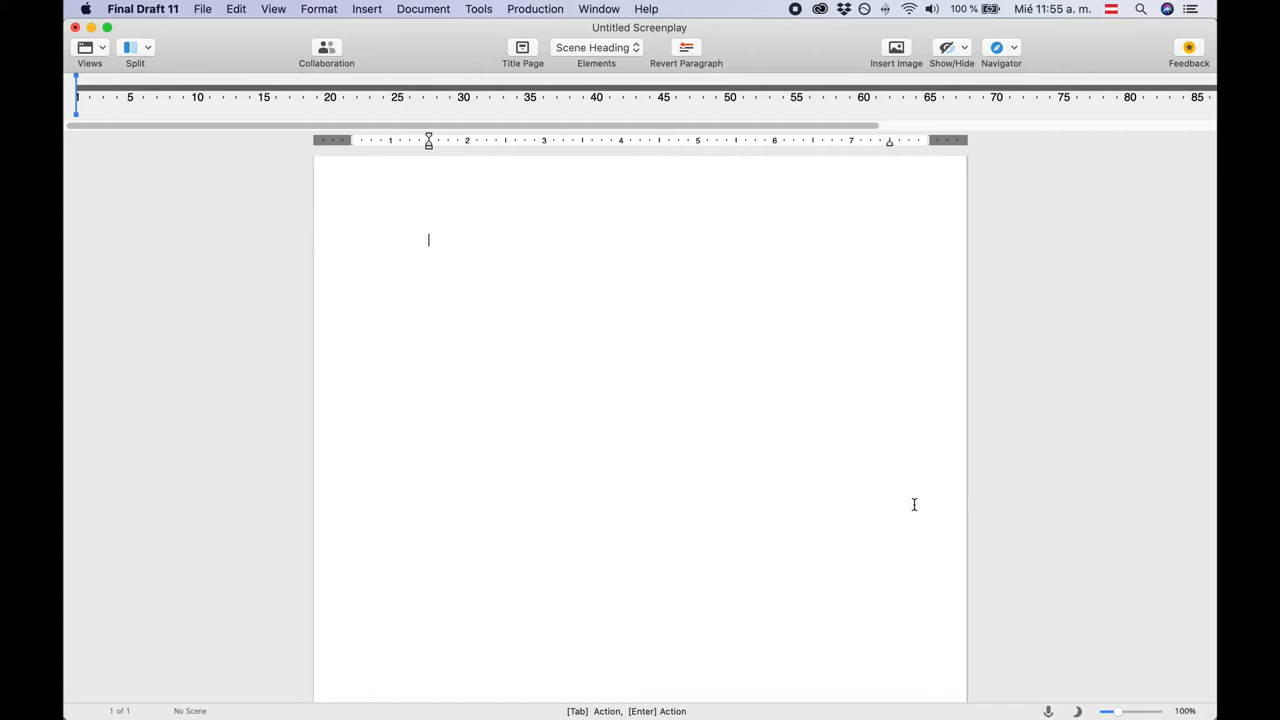 Final Draft 11 File Edit View Format Insert Document Tools Production Window Help 100 % Mié 11:55 a. m.
Untitled Screenplay
Scene Heading
Views Split Collaboration Title Page Elements Revert Paragraph Insert Image Show/Hide Navigator Feedback
1 5 10 15 20 25 30 35 40 45 50 55 60 65 70 75 80 85
1 2 3 4 5 6 7
1 of 1 No Scene [Tab] Action, [Enter] Action 100%